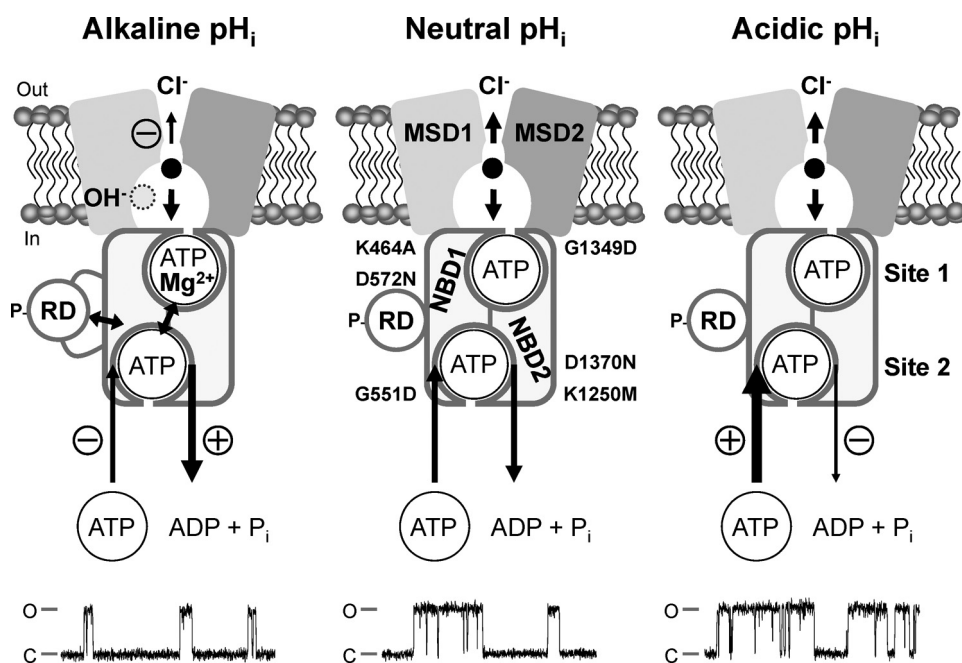 Alkaline pHi
Neutral pHi
Acidic pHi
Out
Cl-
−
OH-
In
ATP
Mg2+
P-
RD
ATP
−
+
ATP
ADP + Pi
O
C
Cl-
MSD1
MSD2
K464A
D572N
G1349D
NBD1
ATP
P-
RD
NBD2
ATP
G551D
D1370N
K1250M
ATP
ADP + Pi
O
C
Cl-
ATP
Site 1
P-
RD
ATP
Site 2
+
−
ATP
ADP + Pi
O
C